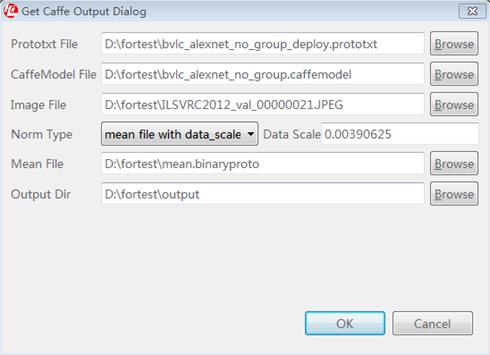 Get Caffe Output Dialog
Prototxt File D:\fortest\bvlc_alexnet_no_group_deploy.prototxt Browse
CaffeModel File D:\fortest\bvlc_alexnet_no_group.caffemodel Browse
Image File D:\fortest\ILSVRC2012_val_00000021.JPEG Browse
Norm Type mean file with data_scale Data Scale 0.00390625
Mean File D:\fortest\mean.binaryproto Browse
Output Dir D:\fortest\output Browse
OK Cancel